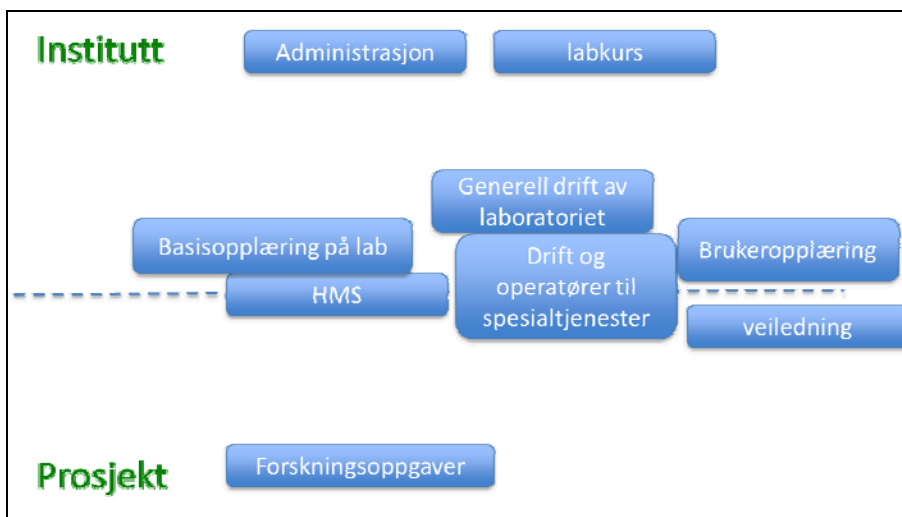 Institutt
Administrasjon
labkurs
Generell drift av
laboratoriet
Basisopplæring på lab
Brukeropplæring
Drift og
operatører til
spesialtjenester
HMS
veiledning
Forskningsoppgaver
Prosjekt